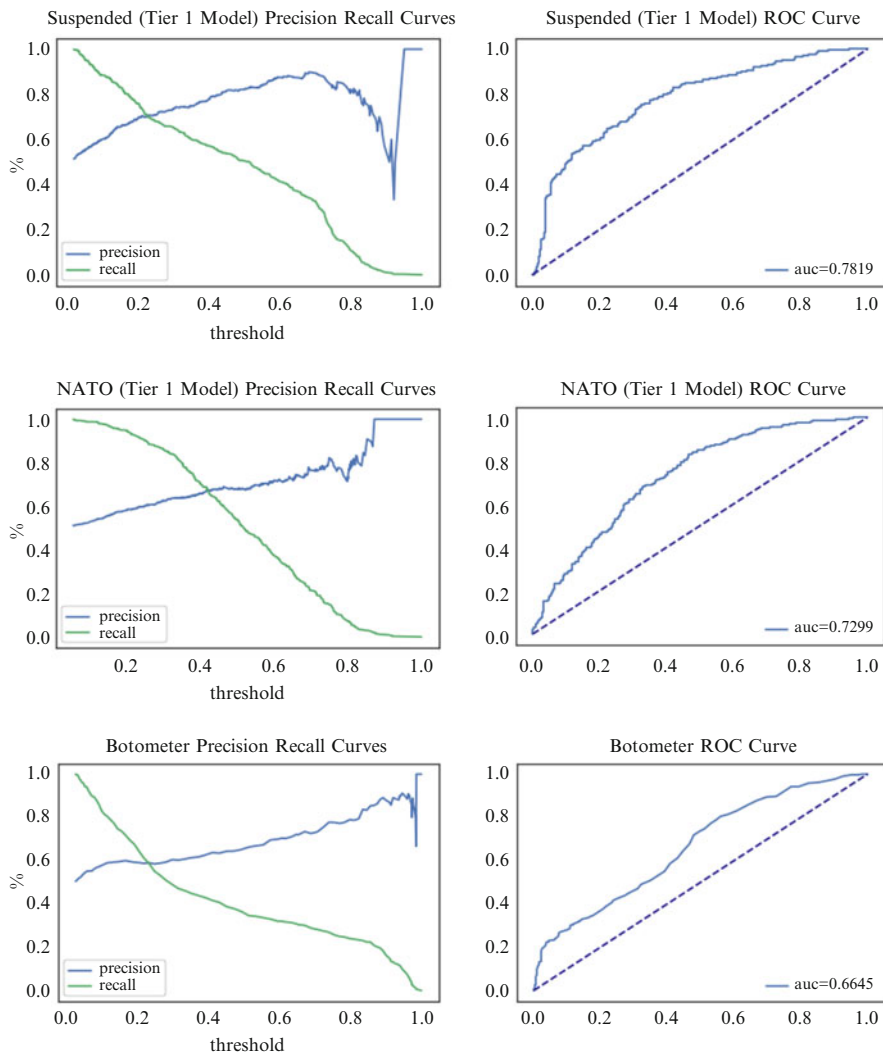 Suspended (Tier 1 Model) Precision Recall Curves
1.0
0.8
0.6
0.4
0.2
0.0
%
precision
recall
0.0 0.2 0.4 0.6 0.8 1.0
threshold
Suspended (Tier 1 Model) ROC Curve
1.0
0.8
0.6
0.4
0.2
0.0
auc=0.7819
0.0 0.2 0.4 0.6 0.8 1.0
NATO (Tier 1 Model) Precision Recall Curves
1.0
0.8
0.6
0.4
0.2
0.0
%
precision
recall
0.2 0.4 0.6 0.8 1.0
threshold
NATO (Tier 1 Model) ROC Curve
1.0
0.8
0.6
0.4
0.2
0.0
auc=0.7299
0.0 0.2 0.4 0.6 0.8 1.0
Botometer Precision Recall Curves
1.0
0.8
0.6
0.4
0.2
0.0
%
precision
recall
0.0 0.2 0.4 0.6 0.8 1.0
threshold
Botometer ROC Curve
1.0
0.8
0.6
0.4
0.2
0.0
auc=0.6645
0.0 0.2 0.4 0.6 0.8 1.0